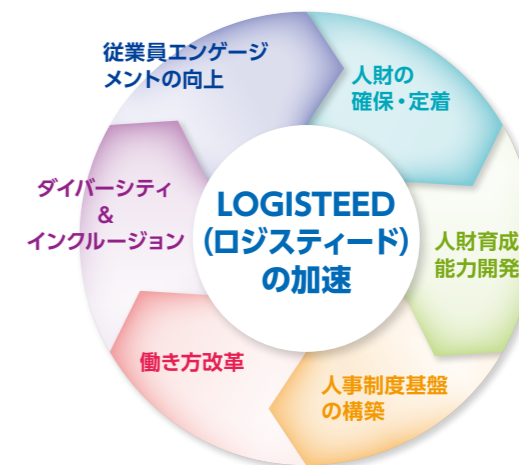 従業員エンゲージ
メントの向上
人財の
確保・定着
ダイバーシティ
&
インクルージョン
LOGISTEED
(ロジスティード)
の加速
人財育成
能力開発
働き方改革
人事制度基盤
の構築